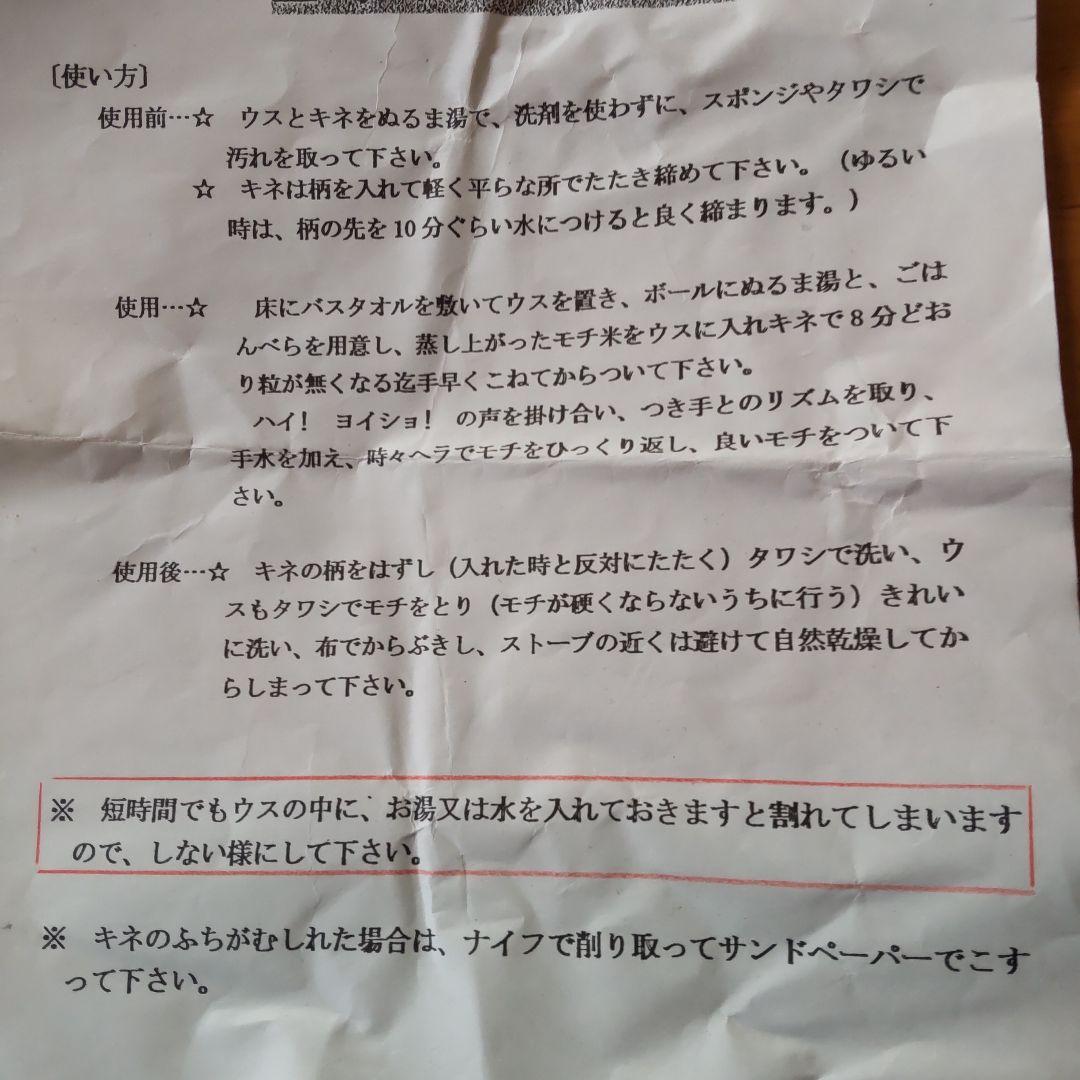 〔使い方〕
使用前…☆　ウスとキネをぬるま湯で、洗剤を使わずに、スポンジやタワシで
汚れを取って下さい。
☆　キネは柄を入れて軽く平らな所でたたき締めて下さい。（ゆるい
時は、柄の先を10分ぐらい水につけると良く締まります。）
使用…☆　床にバスタオルを敷いてウスを置き、ボールにぬるま湯と、ごは
んべらを用意し、蒸し上がったモチ米をウスに入れキネで8分どお
り粒が無くなる迄手早くこねてからついて下さい。
ハイ！　ヨイショ！　の声を掛け合い、つき手とのリズムを取り、
手水を加え、時々ヘラでモチをひっくり返し、良いモチをついて下
さい。
使用後…☆　キネの柄をはずし（入れた時と反対にたたく）タワシで洗い、ウ
スもタワシでモチをとり（モチが硬くならないうちに行う）きれい
に洗い、布でからぶきし、ストーブの近くは避けて自然乾燥してか
らしまって下さい。
※　短時間でもウスの中に、お湯又は水を入れておきますと割れてしまいます
ので、しない様にして下さい。
※　キネのふちがむしれた場合は、ナイフで削り取ってサンドペーパーでこす
って下さい。